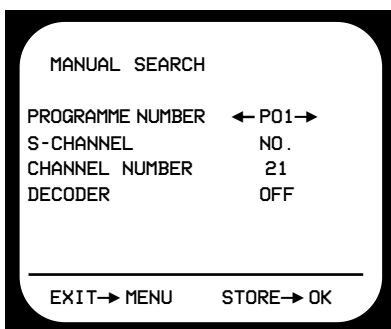 MANUAL SEARCH
PROGRAMME NUMBER ←P01→
S-CHANNEL NO.
CHANNEL NUMBER 21
DECODER OFF
EXIT→ MENU STORE→ OK